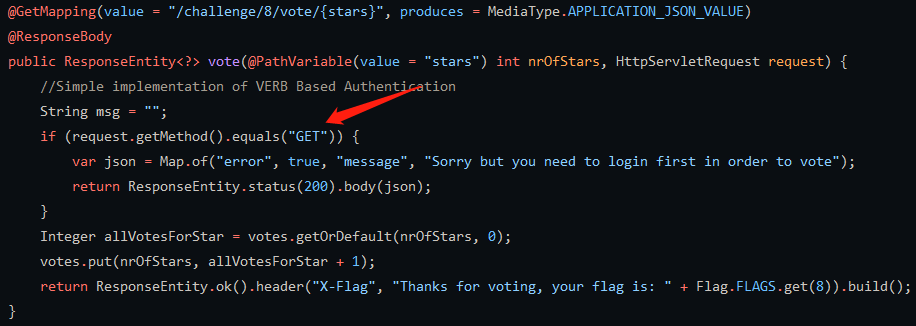 @GetMapping(value = "/challenge/8/vote/{stars}", produces = MediaType.APPLICATION_JSON_VALUE)
@ResponseBody
public ResponseEntity<?> vote(@PathVariable(value = "stars") int nrOfStars, HttpServletRequest request) {
//Simple implementation of VERB Based Authentication
String msg = "";
if (request.getMethod().equals("GET")) {
var json = Map.of("error", true, "message", "Sorry but you need to login first in order to vote");
return ResponseEntity.status(200).body(json);
}
Integer allVotesForStar = votes.getOrDefault(nrOfStars, 0);
votes.put(nrOfStars, allVotesForStar + 1);
return ResponseEntity.ok().header("X-Flag", "Thanks for voting, your flag is: " + Flag.FLAGS.get(8)).build();
}